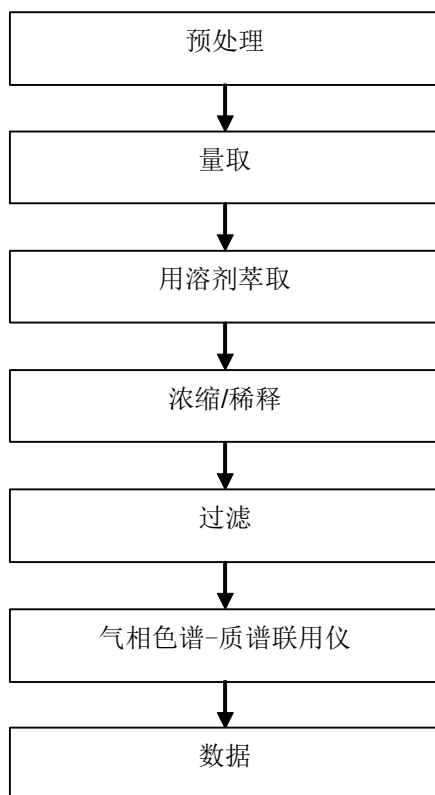 预处理
量取
用溶剂萃取
浓缩/稀释
过滤
气相色谱-质谱联用仪
数据